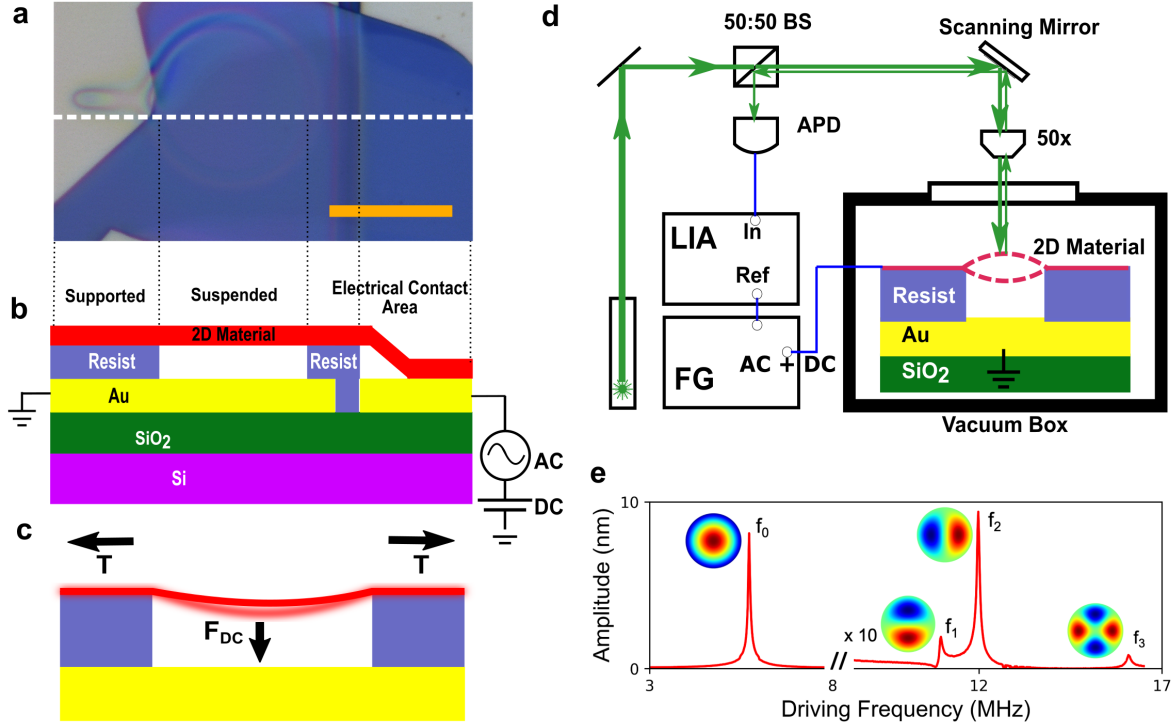 a
Supported
Suspended
Electrical Contact
Area
b
2D Material
Resist
Resist
Au
SiO2
Si
AC
DC
c
T
T
FDC
d
50:50 BS
Scanning Mirror
APD
50x
LIA
In
Ref
FG
AC + DC
2D Material
Resist
Au
SiO2
Vacuum Box
e
Amplitude (nm)
10
0
f0
x 10
f1
f2
f3
3
8
12
17
Driving Frequency (MHz)